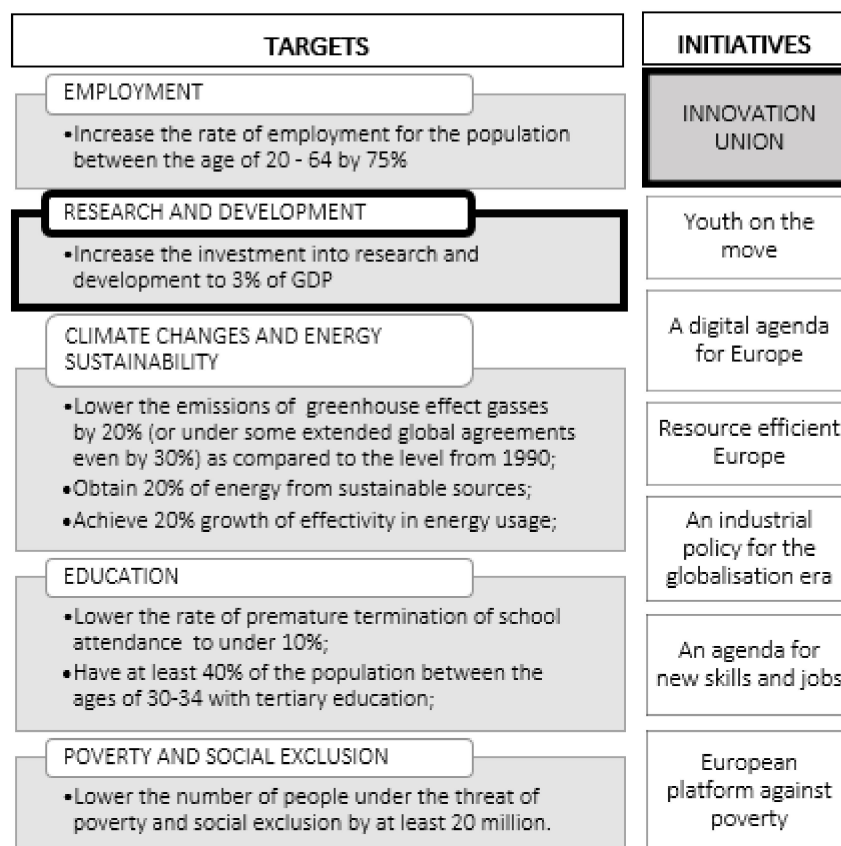 TARGETS
EMPLOYMENT
•Increase the rate of employment for the population
between the age of 20 - 64 by 75%
RESEARCH AND DEVELOPMENT
•Increase the investment into research and
development to 3% of GDP
CLIMATE CHANGES AND ENERGY
SUSTAINABILITY
•Lower the emissions of greenhouse effect gasses
by 20% (or under some extended global agreements
even by 30%) as compared to the level from 1990;
•Obtain 20% of energy from sustainable sources;
•Achieve 20% growth of effectivity in energy usage;
EDUCATION
•Lower the rate of premature termination of school
attendance to under 10%;
•Have at least 40% of the population between the
ages of 30-34 with tertiary education;
POVERTY AND SOCIAL EXCLUSION
•Lower the number of people under the threat of
poverty and social exclusion by at least 20 million.
INITIATIVES
INNOVATION
UNION
Youth on the
move
A digital agenda
for Europe
Resource efficient
Europe
An industrial
policy for the
globalisation era
An agenda for
new skills and jobs
European
platform against
poverty